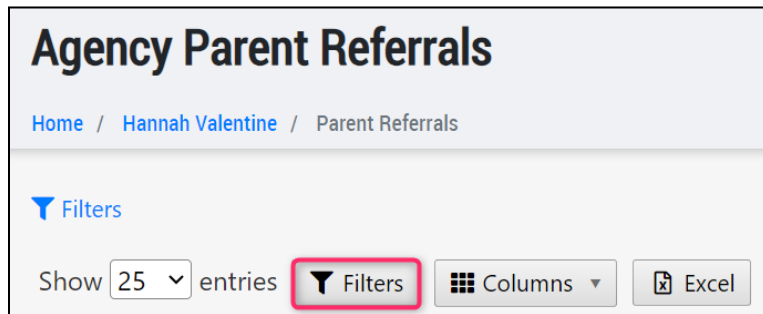 Agency Parent Referrals
Home / Hannah Valentine / Parent Referrals
Filters
Show 25 entries Filters Columns Excel